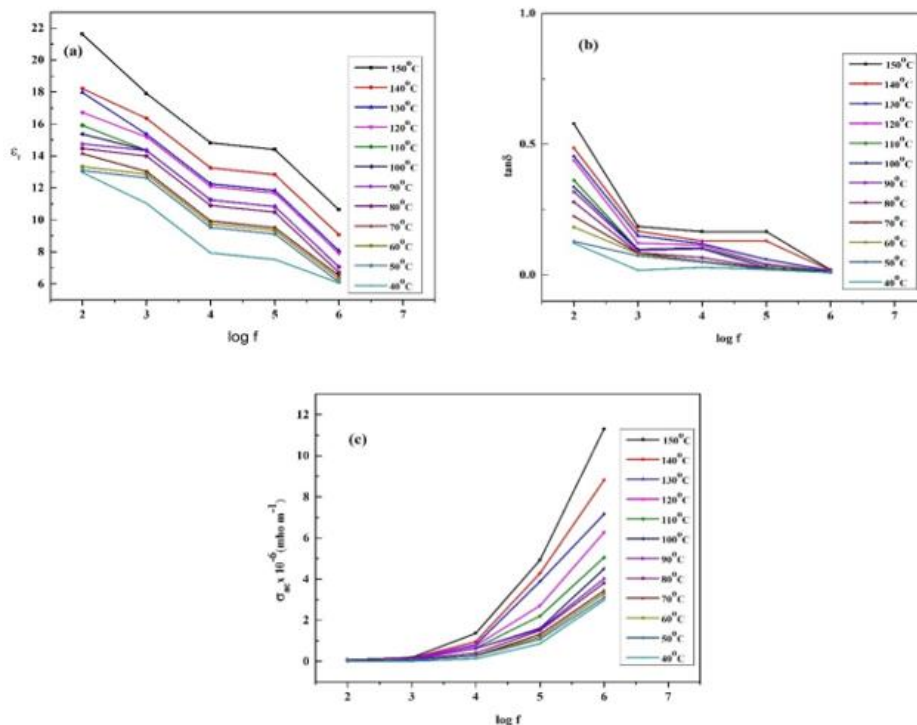 (a)
22
20
18
16
14
12
10
8
6
εr
2 3 4 5 6 7
log f
150°C
140°C
130°C
120°C
110°C
100°C
90°C
80°C
70°C
60°C
50°C
40°C
(b)
1.0
0.5
0.0
tanδ
2 3 4 5 6 7
log f
150°C
140°C
130°C
120°C
110°C
100°C
90°C
80°C
70°C
60°C
50°C
40°C
(c)
12
10
8
6
4
2
0
σac x 10⁻⁶ (mho m⁻¹)
2 3 4 5 6 7
log f
150°C
140°C
130°C
120°C
110°C
100°C
90°C
80°C
70°C
60°C
50°C
40°C